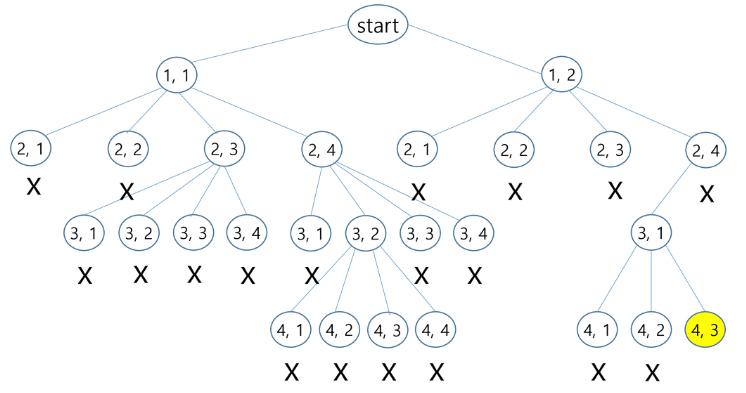 start
1, 1 1, 2
2, 1 2, 2 2, 3 2, 4 2, 1 2, 2 2, 3 2, 4
X X X X X X
3, 1 3, 2 3, 3 3, 4 3, 1 3, 2 3, 3 3, 4 3, 1
X X X X X X X
4, 1 4, 2 4, 3 4, 4 4, 1 4, 2 4, 3
X X X X X X